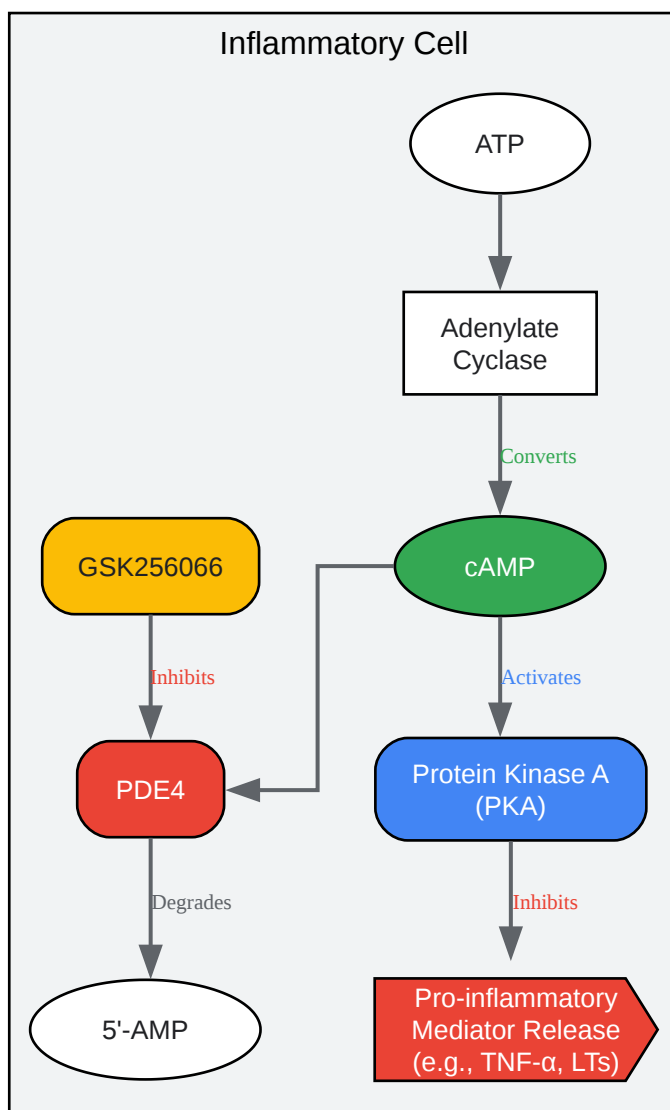 Inflammatory Cell
ATP
Adenylate
Cyclase
Converts
GSK256066
cAMP
Inhibits
Activates
PDE4
Protein Kinase A
(PKA)
Degrades
Inhibits
5'-AMP
Pro-inflammatory
Mediator Release
(e.g., TNF-α, LTs)